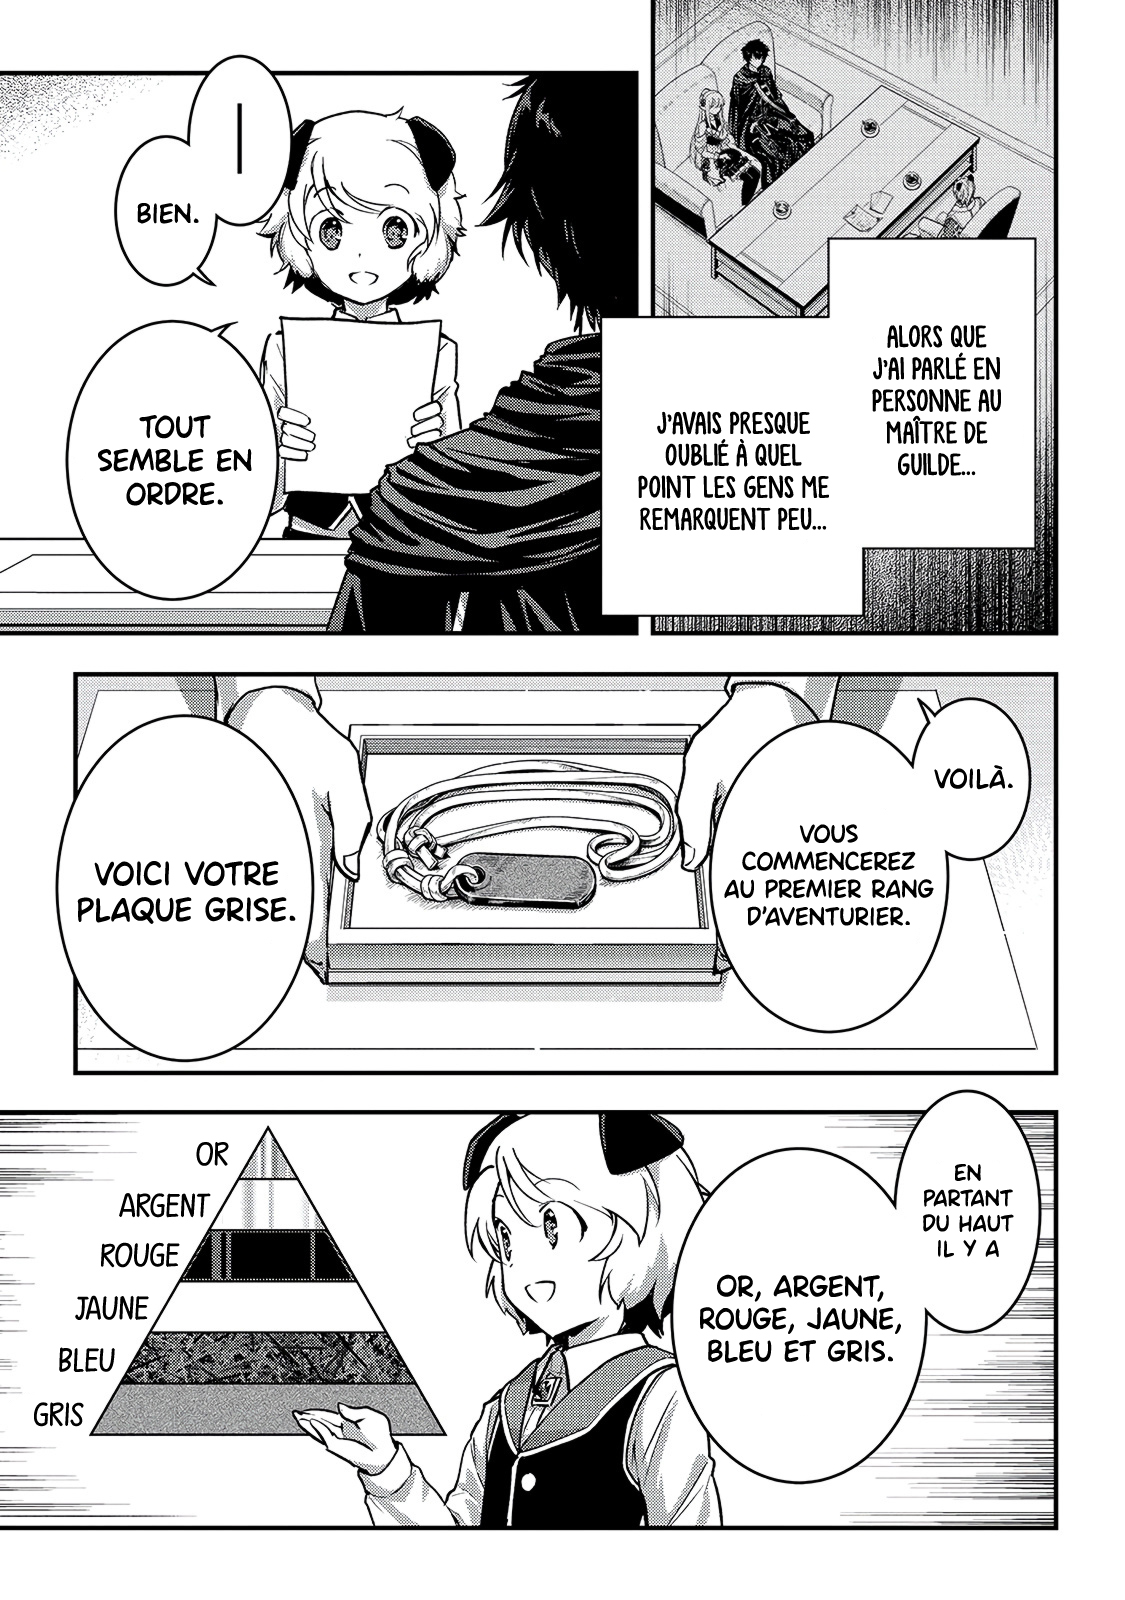 ALORS QUE
J'AI PARLÉ EN
PERSONNE AU
MAÎTRE DE
GUILDE...
J'AVAIS PRESQUE
OUBLIÉ À QUEL
POINT LES GENS ME
REMARQUENT PEU...
BIEN.
TOUT
SEMBLE EN
ORDRE.
VOILÀ.
VOUS
COMMENCEREZ
AU PREMIER RANG
D'AVENTURIER.
VOICI VOTRE
PLAQUE GRISE.
EN
PARTANT
DU HAUT
IL Y A
OR, ARGENT,
ROUGE, JAUNE,
BLEU ET GRIS.
OR
ARGENT
ROUGE
JAUNE
BLEU
GRIS